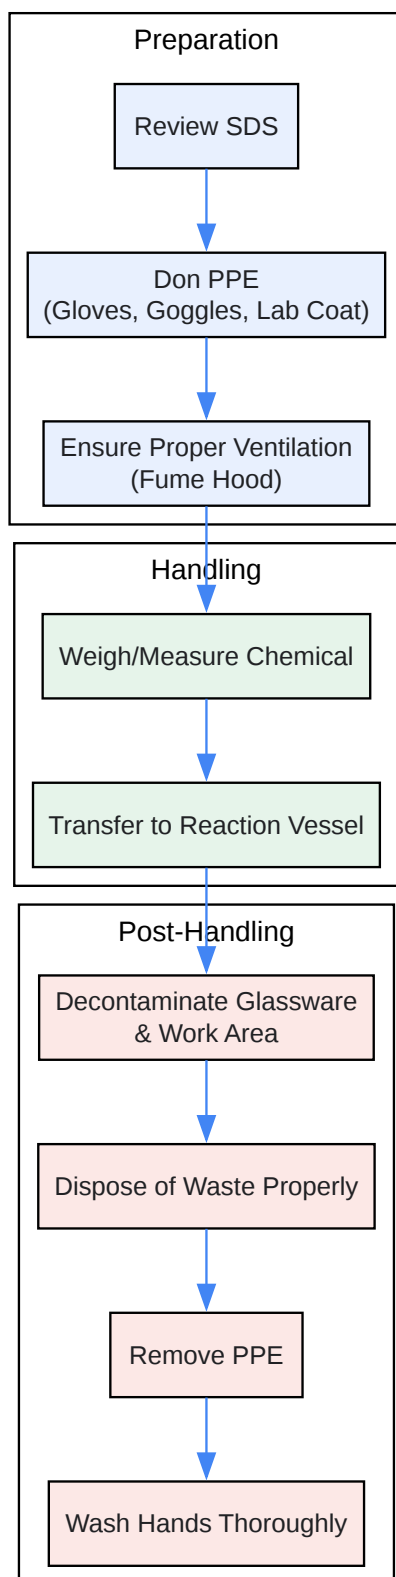 Preparation
Review SDS
Don PPE
(Gloves, Goggles, Lab Coat)
Ensure Proper Ventilation
(Fume Hood)
Handling
Weigh/Measure Chemical
Transfer to Reaction Vessel
Post-Handling
Decontaminate Glassware
& Work Area
Dispose of Waste Properly
Remove PPE
Wash Hands Thoroughly